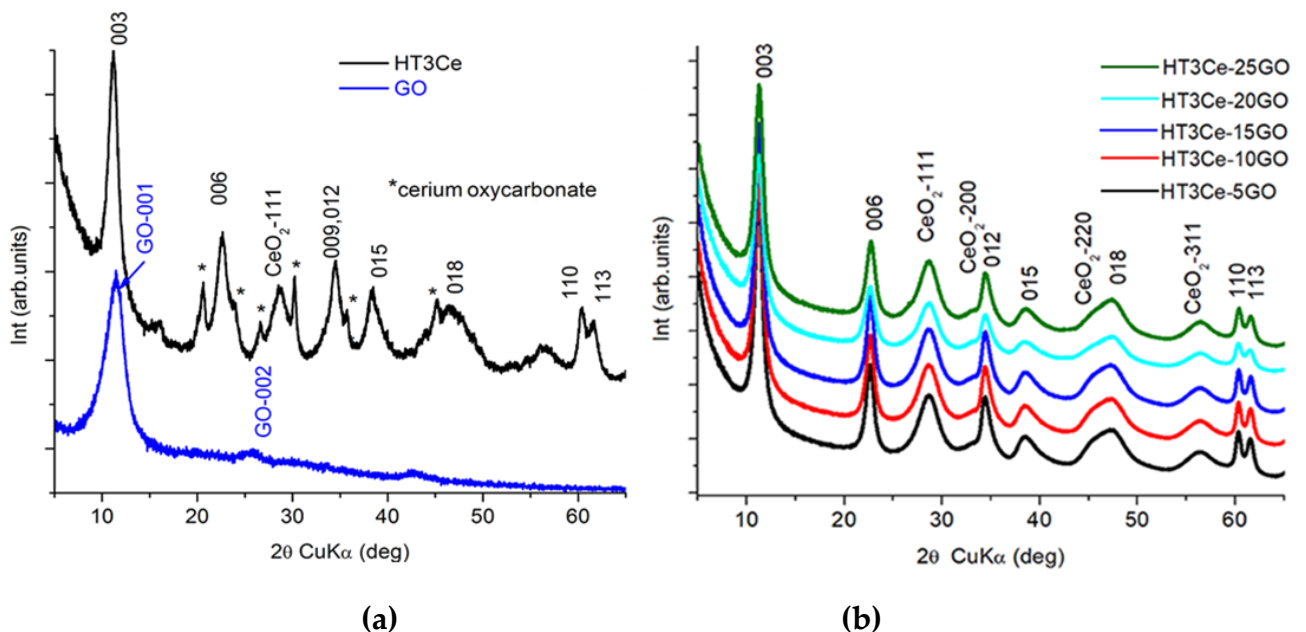 003
HT3Ce
GO
GO-001
006
*cerium oxycarbonate
CeO2-111
009,012
015
018
110
113
* * * * * *
GO-002
Int (arb.units)
10 20 30 40 50 60
2θ CuKα (deg)
(a)
003
HT3Ce-25GO
HT3Ce-20GO
HT3Ce-15GO
HT3Ce-10GO
HT3Ce-5GO
006
CeO2-111
CeO2-200
012
015
CeO2-220
018
CeO2-311
110
113
Int (arb.units)
10 20 30 40 50 60
2θ CuKα (deg)
(b)